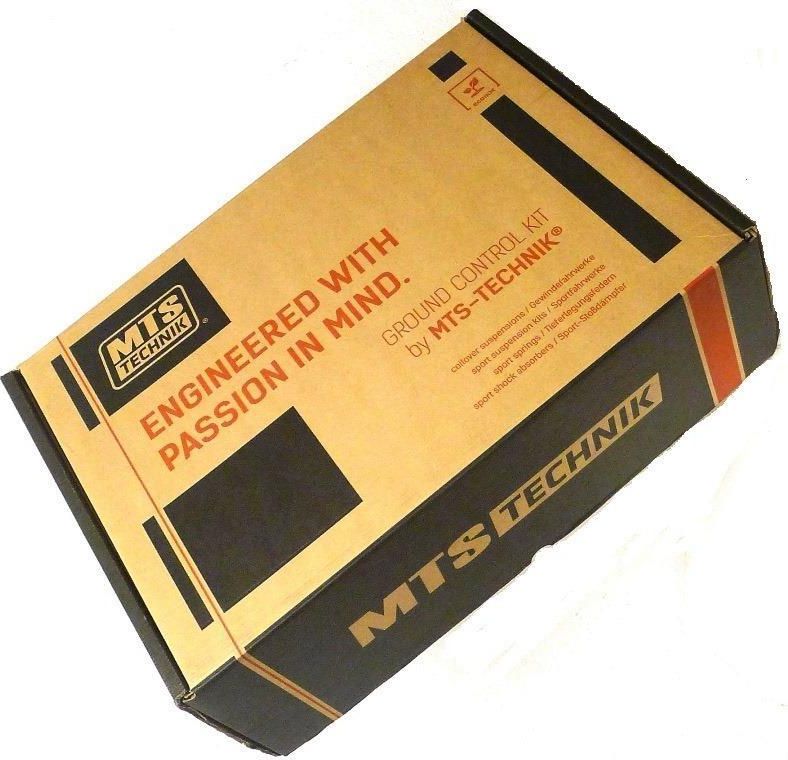 ecobox
MTS
TECHNIK®
ENGINEERED WITH
PASSION IN MIND.
GROUND CONTROL KIT
by MTS-TECHNIK®
coilover suspensions / Gewindefahrwerke
sport suspension kits / Sportfahrwerke
sport springs / Tieferlegungsfedern
sport shock absorbers / Sport-Stoßdämpfer
MTS TECHNIK